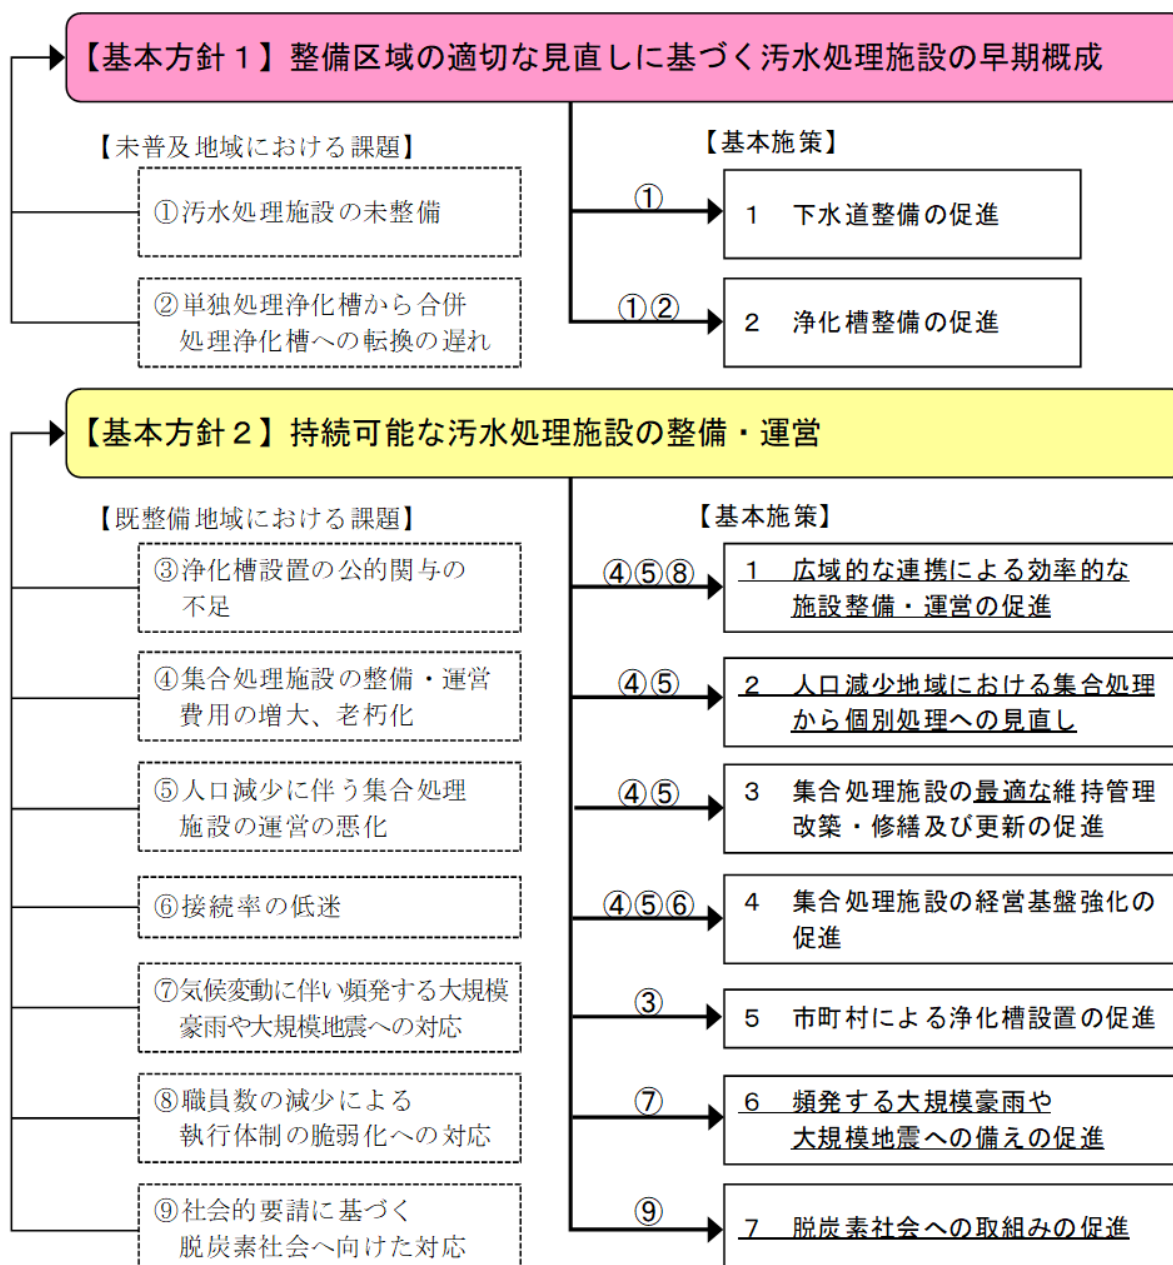 【基本方針１】整備区域の適切な見直しに基づく汚水処理施設の早期概成
【未普及地域における課題】
①汚水処理施設の未整備
②単独処理浄化槽から合併
処理浄化槽への転換の遅れ
【基本施策】
①
１　下水道整備の促進
①②
２　浄化槽整備の促進
【基本方針２】持続可能な汚水処理施設の整備・運営
【既整備地域における課題】
③浄化槽設置の公的関与の
不足
④集合処理施設の整備・運営
費用の増大、老朽化
⑤人口減少に伴う集合処理
施設の運営の悪化
⑥接続率の低迷
⑦気候変動に伴い頻発する大規模
豪雨や大規模地震への対応
⑧職員数の減少による
執行体制の脆弱化への対応
⑨社会的要請に基づく
脱炭素社会へ向けた対応
【基本施策】
④⑤⑧
１　広域的な連携による効率的な
施設整備・運営の促進
④⑤
２　人口減少地域における集合処理
から個別処理への見直し
④⑤
３　集合処理施設の最適な維持管理
改築・修繕及び更新の促進
④⑤⑥
４　集合処理施設の経営基盤強化の
促進
③
５　市町村による浄化槽設置の促進
⑦
６　頻発する大規模豪雨や
大規模地震への備えの促進
⑨
７　脱炭素社会への取組みの促進